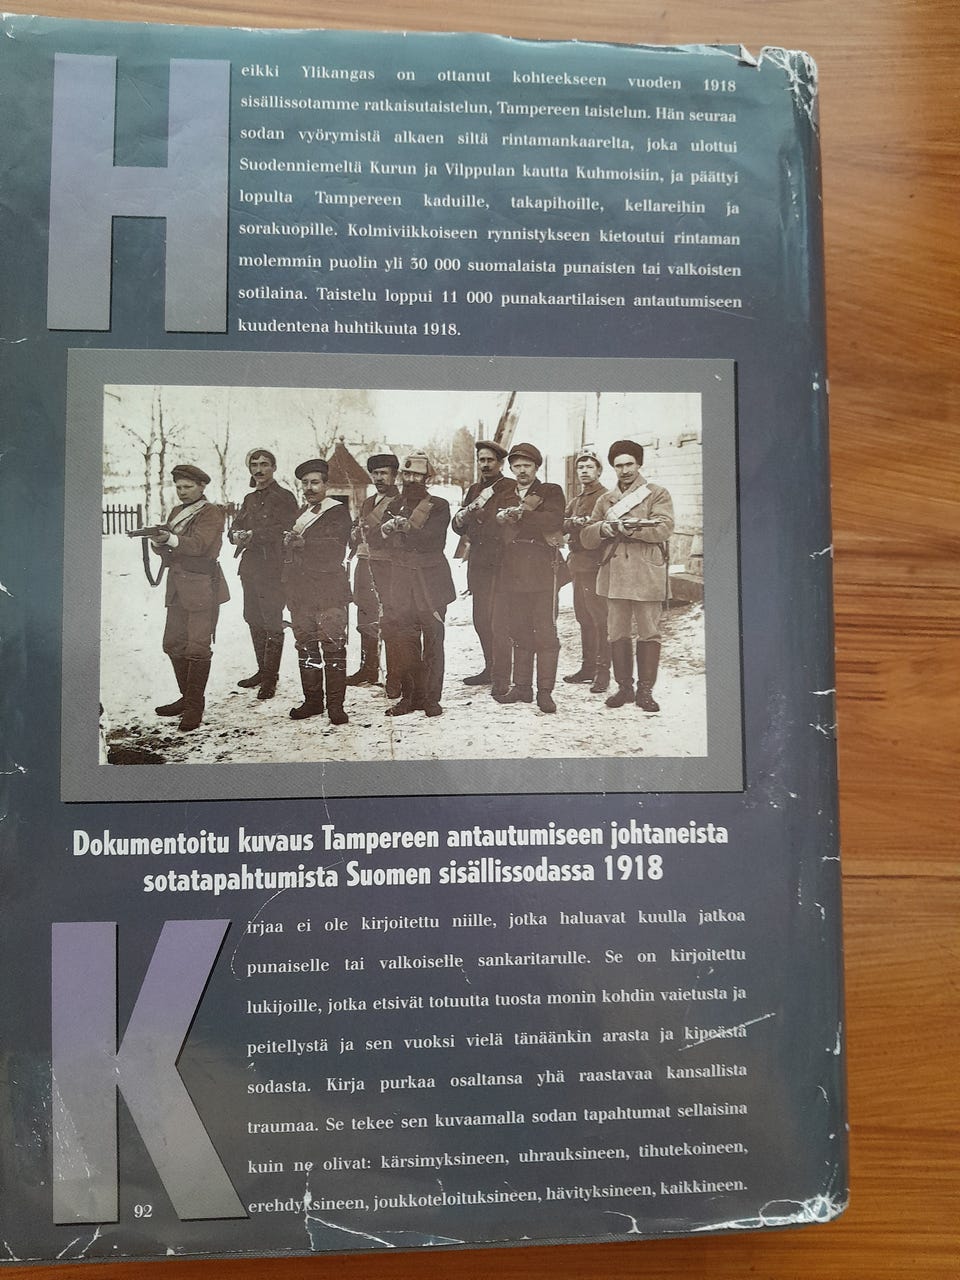 Heikki Ylikangas on ottanut kohteekseen vuoden 1918
sisällissotamme ratkaisutaistelun, Tampereen taistelun. Hän seuraa
sodan vyörymistä alkaen siltä rintamankaarelta, joka ulottui
Suodenniemeltä Kurun ja Vilppulan kautta Kuhmoisiin, ja päättyi
lopulta Tampereen kaduille, takapihoille, kellareihin ja
sorakuopille. Kolmiviikkoiseen rynnistykseen kietoutui rintaman
molemmin puolin yli 30 000 suomalaista punaisten tai valkoisten
sotilaina. Taistelu loppui 11 000 punakaartilaisen antautumiseen
kuudentena huhtikuuta 1918.
Dokumentoitu kuvaus Tampereen antautumiseen johtaneista
sotatapahtumista Suomen sisällissodassa 1918
Kirjaa ei ole kirjoitettu niille, jotka haluavat kuulla jatkoa
punaiselle tai valkoiselle sankaritarulle. Se on kirjoitettu
lukijoille, jotka etsivät totuutta tuosta monin kohdin vaietusta ja
peitellystä ja sen vuoksi vielä tänäänkin arasta ja kipeästä
sodasta. Kirja purkaa osaltansa yhä raastavaa kansallista
traumaa. Se tekee sen kuvaamalla sodan tapahtumat sellaisina
kuin ne olivat: kärsimyksineen, uhrauksineen, tihutekoineen,
erehdyksineen, joukkoteloituksineen, hävityksineen, kaikkineen.
92